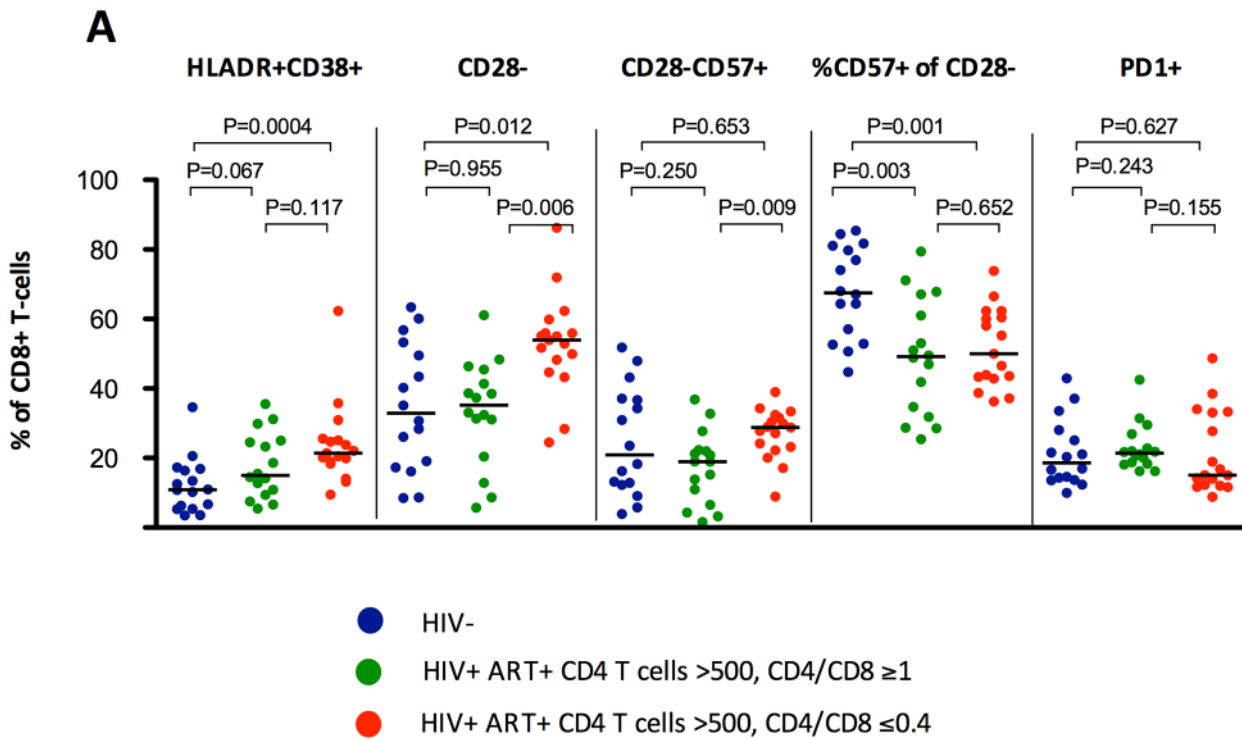 A
HLADR+CD38+ CD28- CD28-CD57+ %CD57+ of CD28- PD1+
P=0.0004 P=0.012 P=0.653 P=0.001 P=0.627
P=0.067 P=0.955 P=0.250 P=0.003 P=0.243
P=0.117 P=0.006 P=0.009 P=0.652 P=0.155
% of CD8+ T-cells
100
80
60
40
20
HIV-
HIV+ ART+ CD4 T cells >500, CD4/CD8 ≥1
HIV+ ART+ CD4 T cells >500, CD4/CD8 ≤0.4